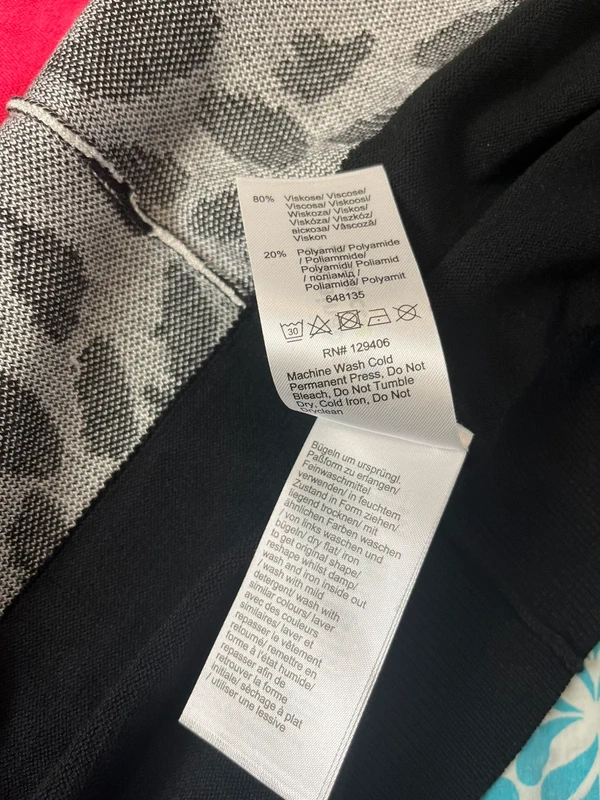 80% Viskose/ Viscose/
Viscosa/ Viskoosi/
Wiskoza/ Viskos/
Viskóza/ Viszkóz/
віскоза/ Vâscoză/
Viskon
20% Polyamid/ Polyamide
/ Poliammide/
Polyamidi/ Poliamid
/ поліамід /
Poliamidă/ Polyamit
648135
30
RN# 129406
Machine Wash Cold
Permanent Press, Do Not
Bleach, Do Not Tumble
Dry, Cold Iron, Do Not
Dryclean
Bügeln um ursprüngl.
Paßform zu erlangen/
Feinwaschmittel
verwenden/ in feuchtem
Zustand in Form ziehen/
liegend trocknen/ mit
ähnlichen Farben waschen
/ von links waschen und
bügeln/ dry flat/ iron
to get original shape/
reshape whilst damp/
wash and iron inside out
/ wash with mild
detergent/ wash with
similar colours/ laver
avec des couleurs
similaires/ laver et
repasser le vêtement
retourné/ remettre en
forme à l'état humide/
repasser afin de
retrouver la forme
initiale/ séchage à plat
/ utiliser une lessive